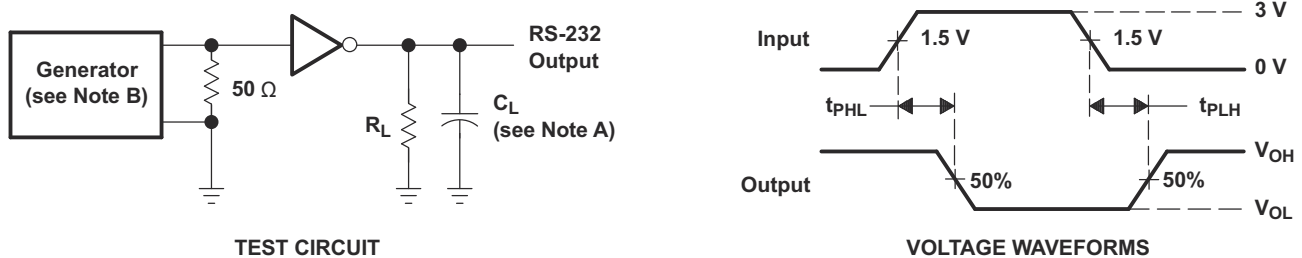 Generator
(see Note B)
50 Ω
RS-232
Output
R_L
C_L
(see Note A)
TEST CIRCUIT
Input
1.5 V
1.5 V
3 V
0 V
t_PHL
t_PLH
Output
50%
50%
V_OH
V_OL
VOLTAGE WAVEFORMS